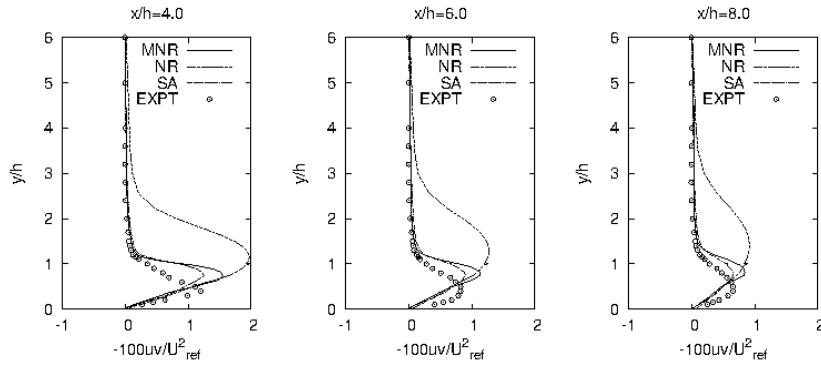 x/h=4.0
6
5
4
3
2
1
0
y/h
MNR
NR
SA
EXPT
-1
0
1
2
-100uv/U²ref
x/h=6.0
6
5
4
3
2
1
0
y/h
MNR
NR
SA
EXPT
-1
0
1
2
-100uv/U²ref
x/h=8.0
6
5
4
3
2
1
0
y/h
MNR
NR
SA
EXPT
-1
0
1
2
-100uv/U²ref